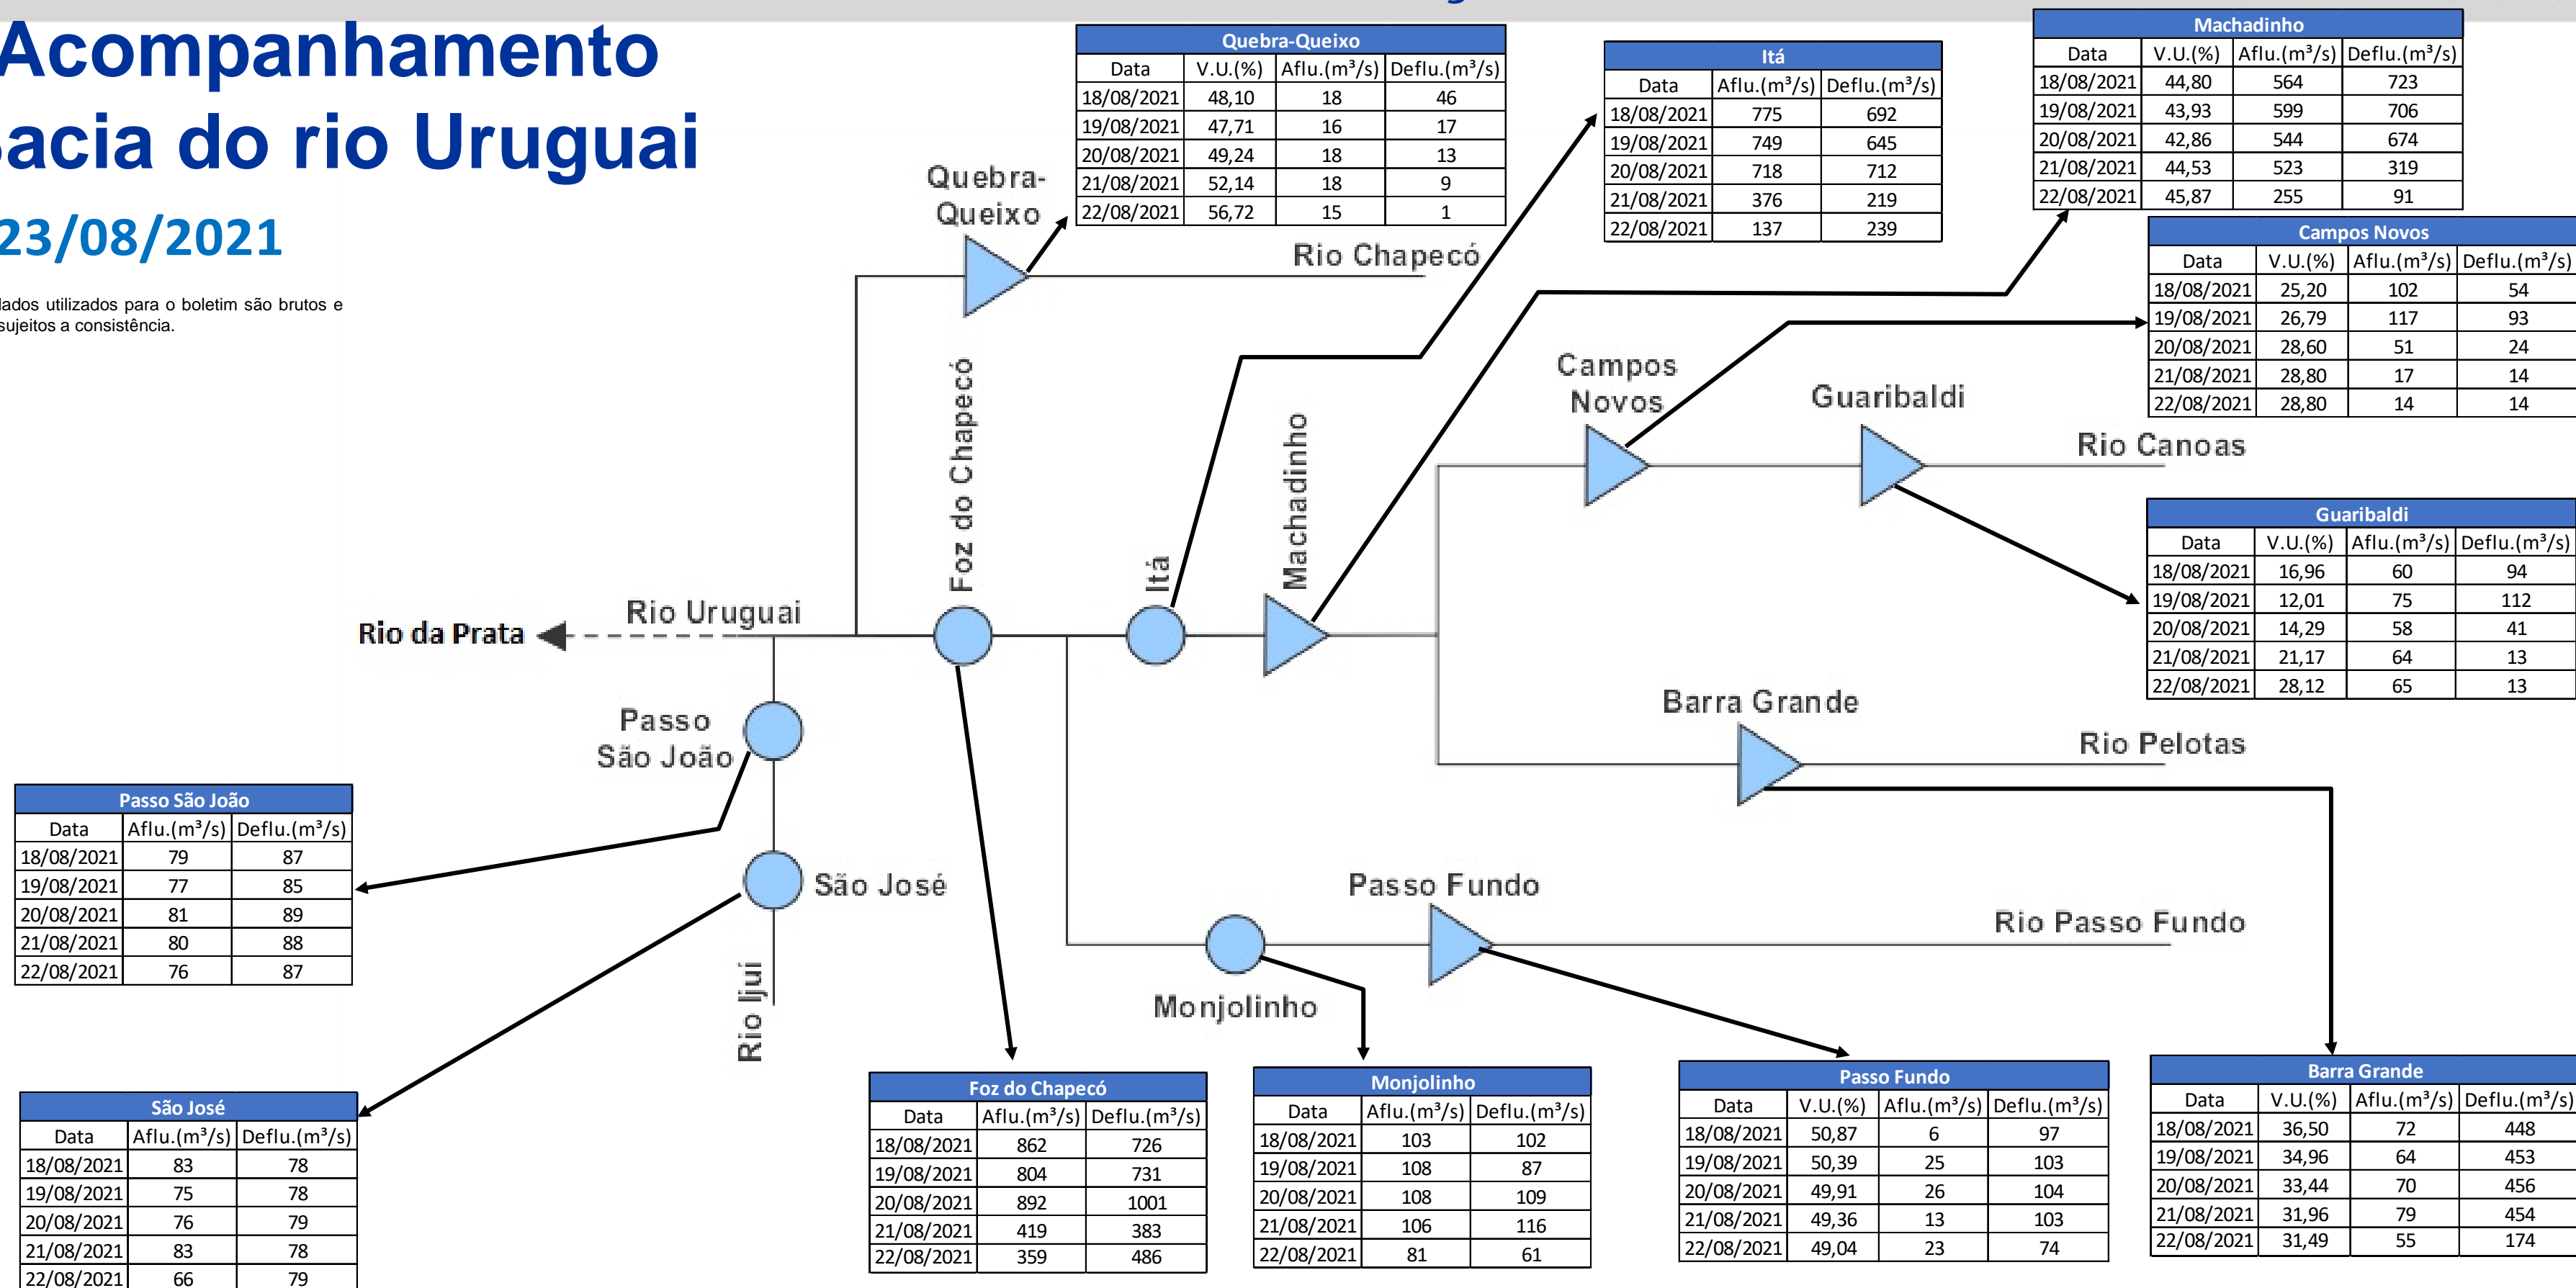 Acompanhamento
acia do rio Uruguai
23/08/2021
dados utilizados para o boletim são brutos e
sujeitos a consistência.
Quebra-Queixo
Data V.U.(%) Aflu.(m³/s) Deflu.(m³/s)
18/08/2021 48,10 18 46
19/08/2021 47,71 16 17
20/08/2021 49,24 18 13
21/08/2021 52,14 18 9
22/08/2021 56,72 15 1
Itá
Data Aflu.(m³/s) Deflu.(m³/s)
18/08/2021 775 692
19/08/2021 749 645
20/08/2021 718 712
21/08/2021 376 219
22/08/2021 137 239
Machadinho
Data V.U.(%) Aflu.(m³/s) Deflu.(m³/s)
18/08/2021 44,80 564 723
19/08/2021 43,93 599 706
20/08/2021 42,86 544 674
21/08/2021 44,53 523 319
22/08/2021 45,87 255 91
Campos Novos
Data V.U.(%) Aflu.(m³/s) Deflu.(m³/s)
18/08/2021 25,20 102 54
19/08/2021 26,79 117 93
20/08/2021 28,60 51 24
21/08/2021 28,80 17 14
22/08/2021 28,80 14 14
Quebra-
Queixo
Rio Chapecó
Foz do Chapecó
Itá
Machadinho
Campos
Novos
Guaribaldi
Rio Canoas
Guaribaldi
Data V.U.(%) Aflu.(m³/s) Deflu.(m³/s)
18/08/2021 16,96 60 94
19/08/2021 12,01 75 112
20/08/2021 14,29 58 41
21/08/2021 21,17 64 13
22/08/2021 28,12 65 13
Rio da Prata
Rio Uruguai
Passo
São João
Barra Grande
Rio Pelotas
São José
Rio Ijuí
Passo Fundo
Rio Passo Fundo
Monjolinho
Passo São João
Data Aflu.(m³/s) Deflu.(m³/s)
18/08/2021 79 87
19/08/2021 77 85
20/08/2021 81 89
21/08/2021 80 88
22/08/2021 76 87
São José
Data Aflu.(m³/s) Deflu.(m³/s)
18/08/2021 83 78
19/08/2021 75 78
20/08/2021 76 79
21/08/2021 83 78
22/08/2021 66 79
Foz do Chapecó
Data Aflu.(m³/s) Deflu.(m³/s)
18/08/2021 862 726
19/08/2021 804 731
20/08/2021 892 1001
21/08/2021 419 383
22/08/2021 359 486
Monjolinho
Data Aflu.(m³/s) Deflu.(m³/s)
18/08/2021 103 102
19/08/2021 108 87
20/08/2021 108 109
21/08/2021 106 116
22/08/2021 81 61
Passo Fundo
Data V.U.(%) Aflu.(m³/s) Deflu.(m³/s)
18/08/2021 50,87 6 97
19/08/2021 50,39 25 103
20/08/2021 49,91 26 104
21/08/2021 49,36 13 103
22/08/2021 49,04 23 74
Barra Grande
Data V.U.(%) Aflu.(m³/s) Deflu.(m³/s)
18/08/2021 36,50 72 448
19/08/2021 34,96 64 453
20/08/2021 33,44 70 456
21/08/2021 31,96 79 454
22/08/2021 31,49 55 174